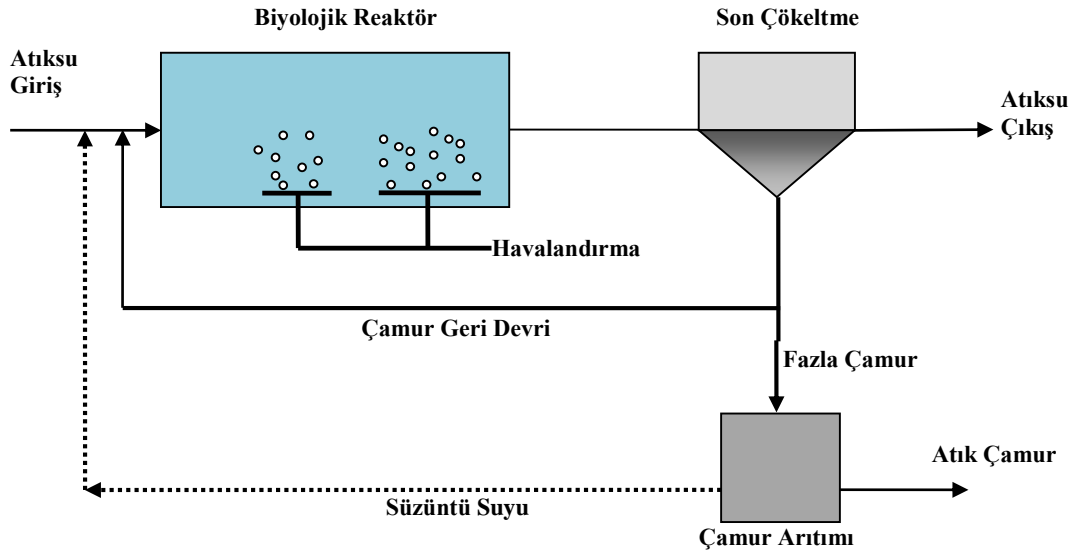 Biyolojik Reaktör
Son Çökeltme
Atıksu
Giriş
Atıksu
Çıkış
Havalandırma
Çamur Geri Devri
Fazla Çamur
Atık Çamur
Süzüntü Suyu
Çamur Arıtımı